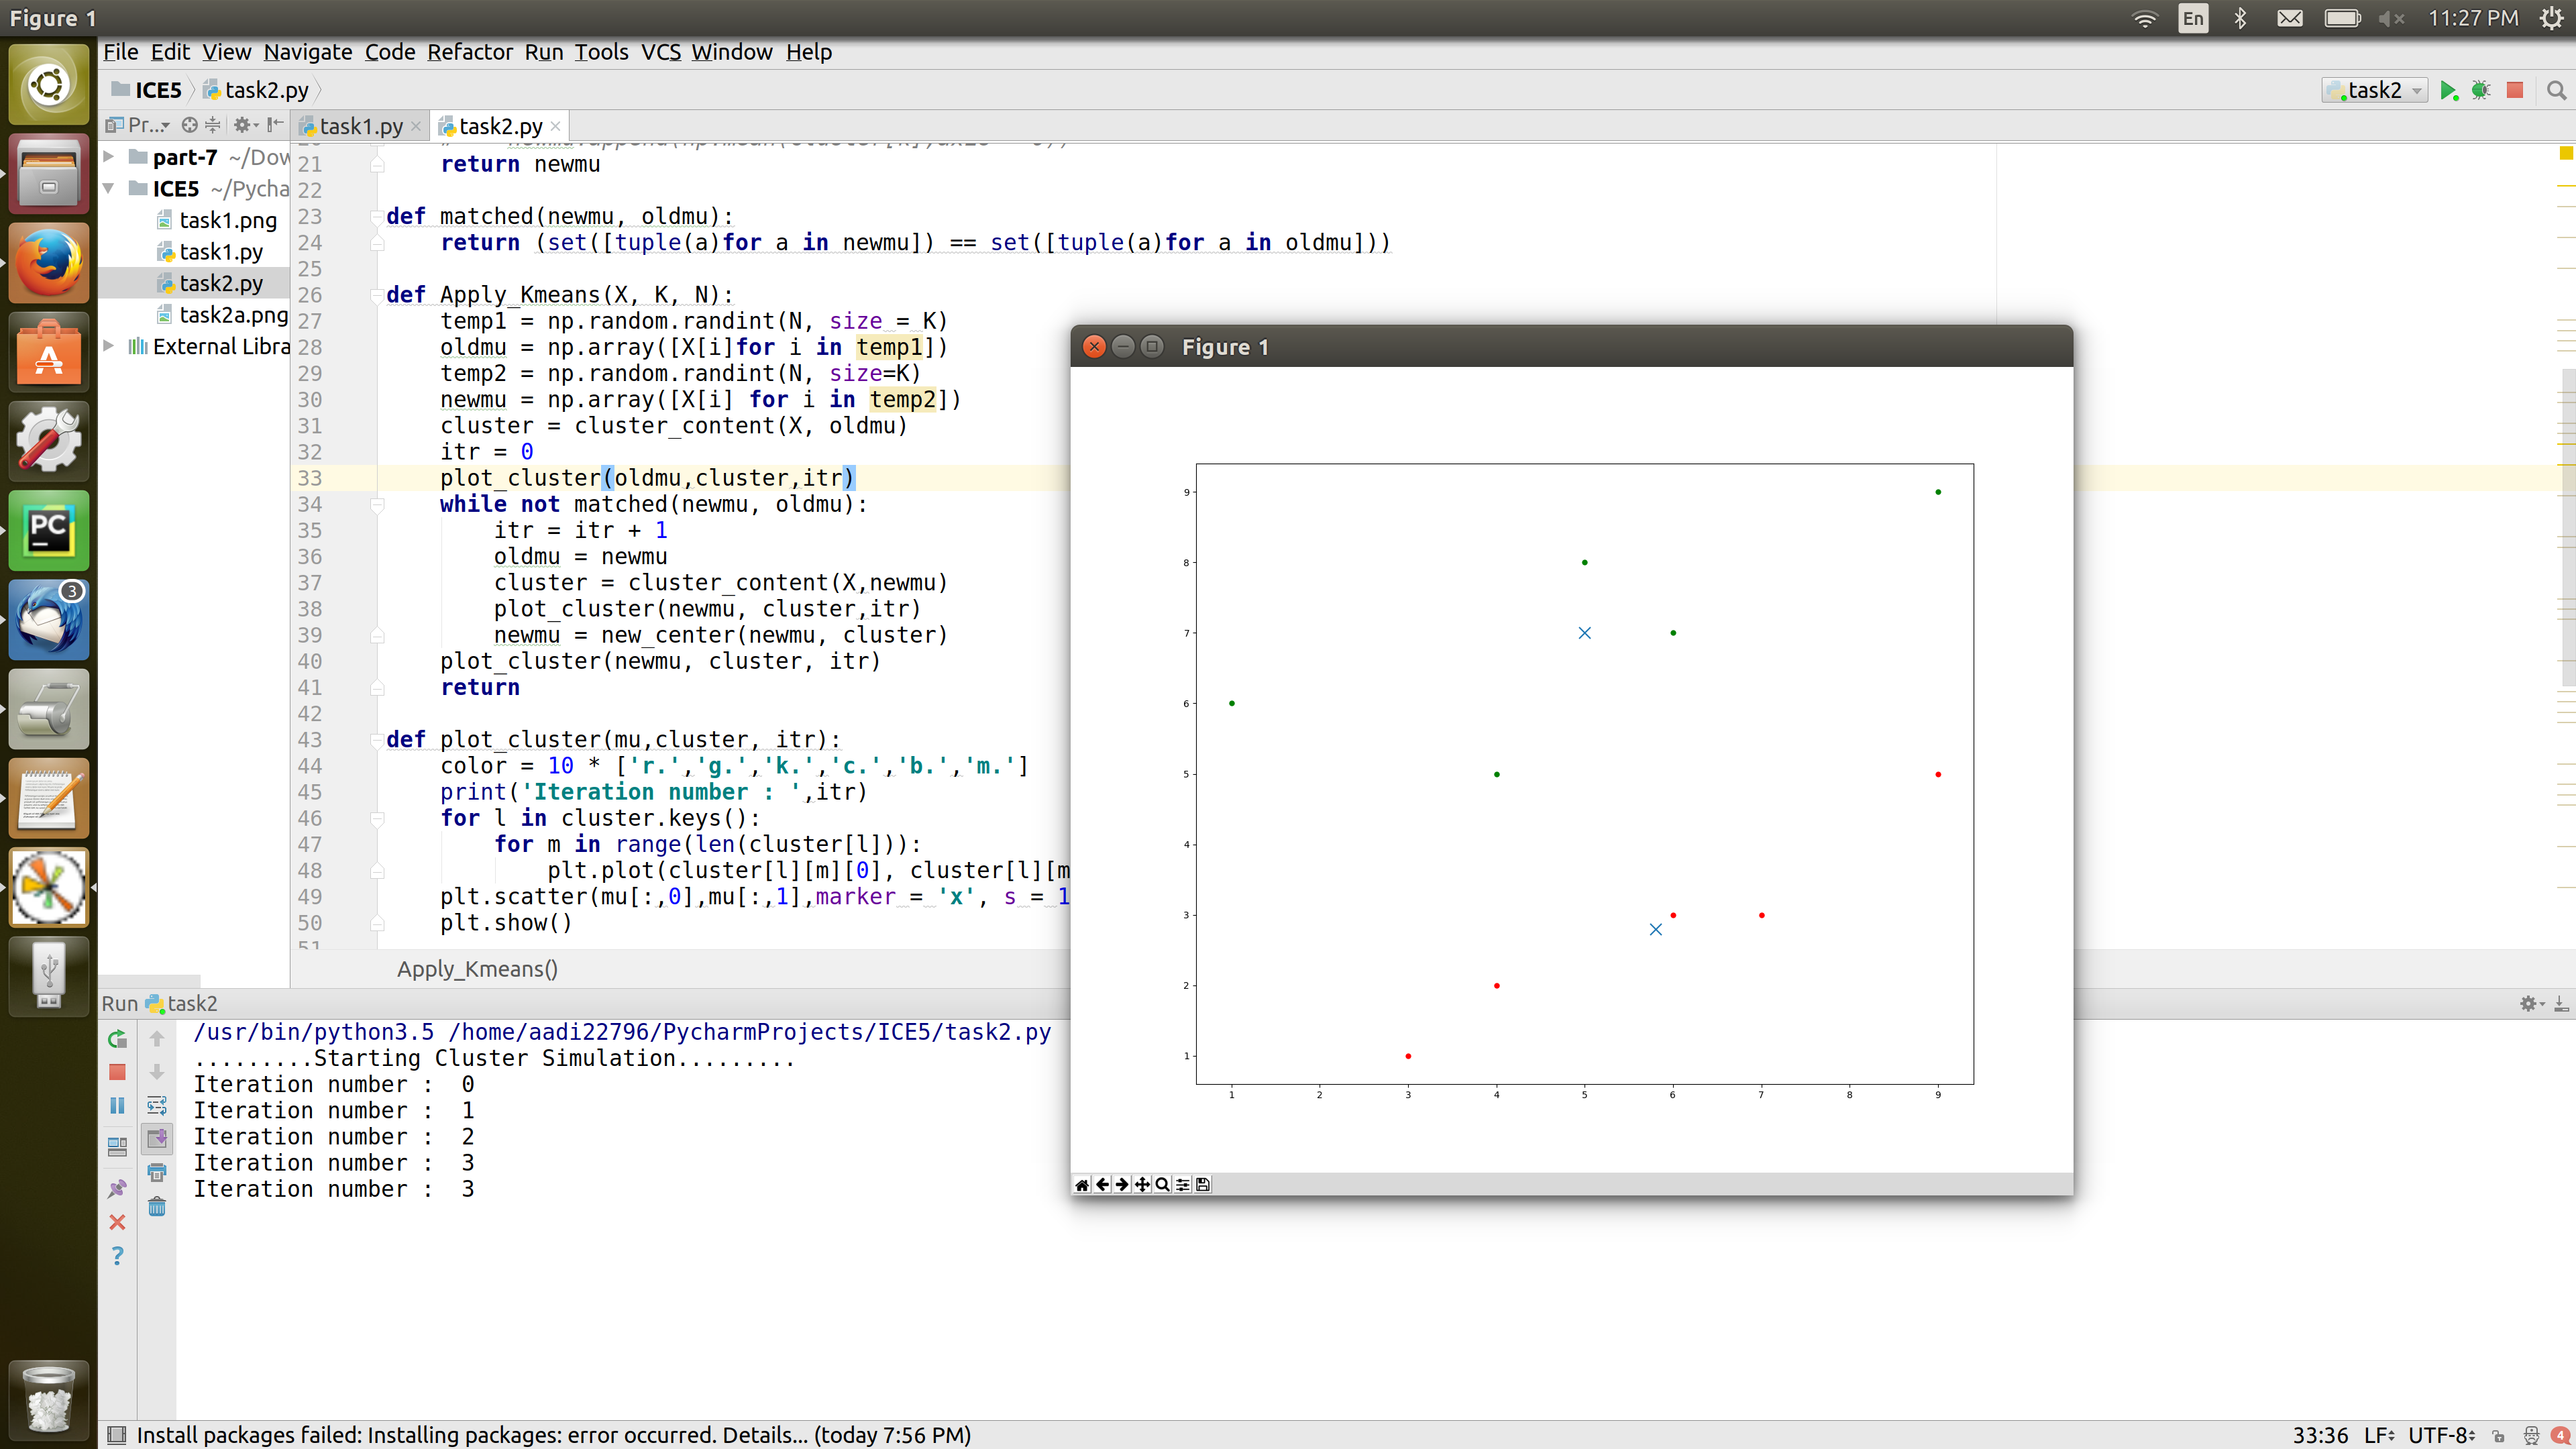 Figure 1
En
11:27 PM
File Edit View Navigate Code Refactor Run Tools VCS Window Help
ICE5 task2.py
task2
Pr...
task1.py
task2.py
part-7 ~/Dow
ICE5 ~/Pycha
task1.png
task1.py
task2.py
task2a.png
External Libra
PC
3
21 return newmu
22
23 def matched(newmu, oldmu):
24 return (set([tuple(a)for a in newmu]) == set([tuple(a)for a in oldmu]))
25
26 def Apply_Kmeans(X, K, N):
27 temp1 = np.random.randint(N, size = K)
28 oldmu = np.array([X[i]for i in temp1])
29 temp2 = np.random.randint(N, size=K)
30 newmu = np.array([X[i] for i in temp2])
31 cluster = cluster_content(X, oldmu)
32 itr = 0
33 plot_cluster(oldmu,cluster,itr)
34 while not matched(newmu, oldmu):
35 itr = itr + 1
36 oldmu = newmu
37 cluster = cluster_content(X,newmu)
38 plot_cluster(newmu, cluster,itr)
39 newmu = new_center(newmu, cluster)
40 plot_cluster(newmu, cluster, itr)
41 return
42
43 def plot_cluster(mu,cluster, itr):
44 color = 10 * ['r.','g.','k.','c.','b.','m.']
45 print('Iteration number : ',itr)
46 for l in cluster.keys():
47 for m in range(len(cluster[l])):
48 plt.plot(cluster[l][m][0], cluster[l][m
49 plt.scatter(mu[:,0],mu[:,1],marker = 'x', s = 1
50 plt.show()
51
Apply_Kmeans()
Figure 1
9
8
7
6
5
4
3
2
1
1 2 3 4 5 6 7 8 9
Run task2
/usr/bin/python3.5 /home/aadi22796/PycharmProjects/ICE5/task2.py
.........Starting Cluster Simulation.........
Iteration number :  0
Iteration number :  1
Iteration number :  2
Iteration number :  3
Iteration number :  3
Install packages failed: Installing packages: error occurred. Details... (today 7:56 PM)
33:36 LF UTF-8 4